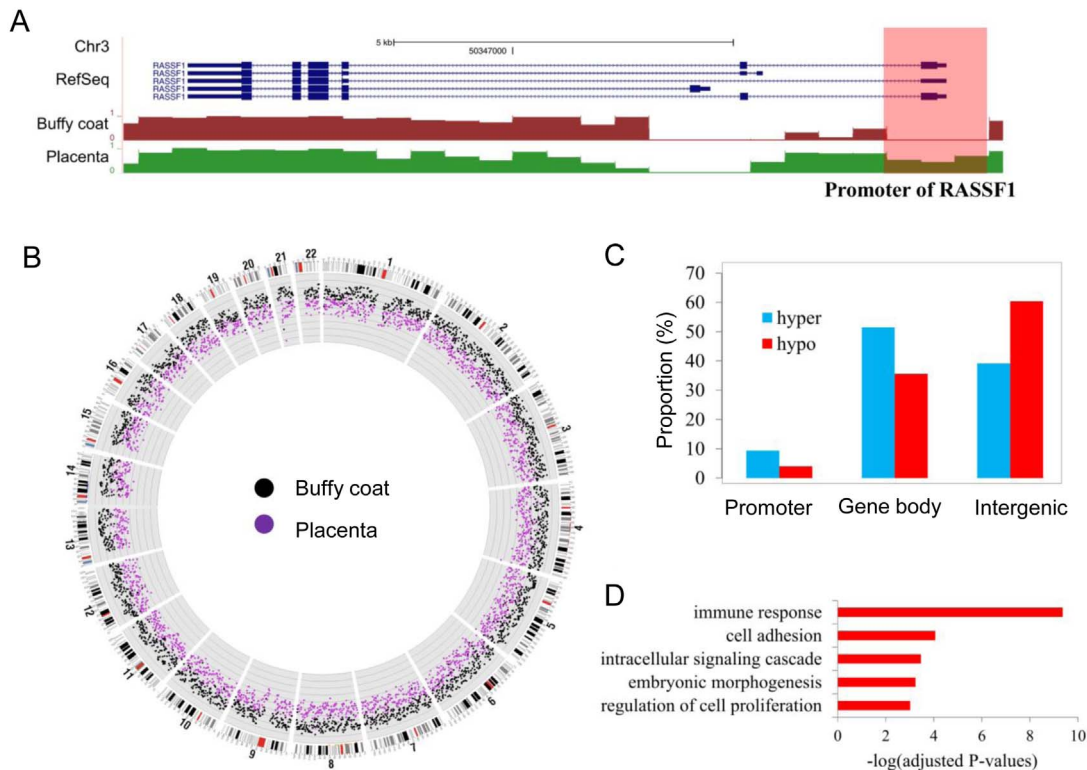 A
Chr3
5 kb
50347000
RefSeq
RASSF1
RASSF1
RASSF1
RASSF1
RASSF1
Buffy coat
1
0
Placenta
1
0
Promoter of RASSF1
B
1
2
3
4
5
6
7
8
9
10
11
12
13
14
15
16
17
18
19
20
21
22
Buffy coat
Placenta
C
Proportion (%)
70
60
50
40
30
20
10
0
hyper
hypo
Promoter
Gene body
Intergenic
D
immune response
cell adhesion
intracellular signaling cascade
embryonic morphogenesis
regulation of cell proliferation
0 2 4 6 8 10
-log(adjusted P-values)